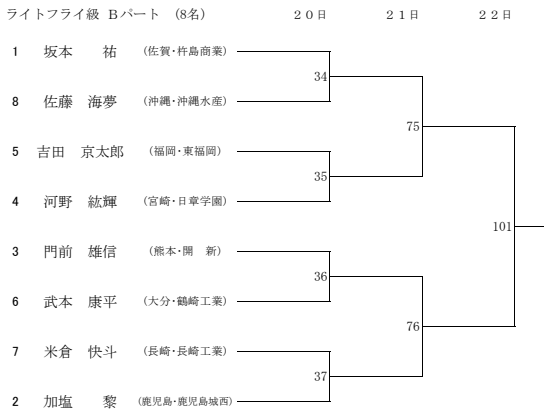 ライトフライ級 Bパート (8名) 20日 21日 22日
1 坂本 祐 (佐賀・杵島商業)
34
8 佐藤 海夢 (沖縄・沖縄水産)
75
5 吉田 京太郎 (福岡・東福岡)
35
4 河野 紘輝 (宮崎・日章学園)
101
3 門前 雄信 (熊本・開 新)
36
6 武本 康平 (大分・鶴崎工業)
76
7 米倉 快斗 (長崎・長崎工業)
37
2 加塩 黎 (鹿児島・鹿児島城西)